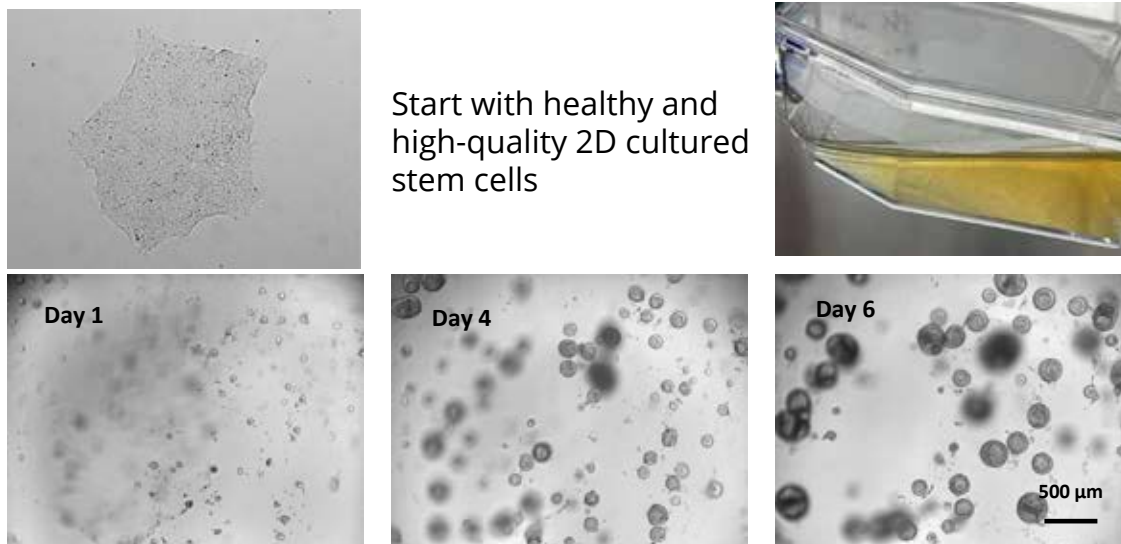 Start with healthy and
high-quality 2D cultured
stem cells
Day 1
Day 4
Day 6
500 µm